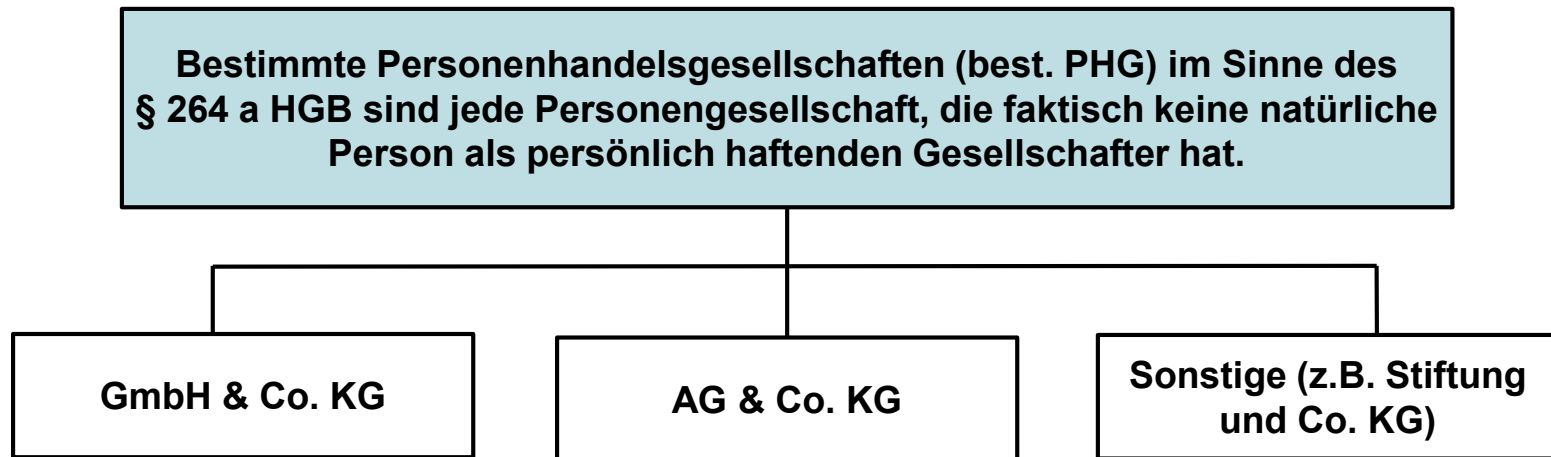 Bestimmte Personenhandelsgesellschaften (best. PHG) im Sinne des
§ 264 a HGB sind jede Personengesellschaft, die faktisch keine natürliche
Person als persönlich haftenden Gesellschafter hat.
GmbH & Co. KG
AG & Co. KG
Sonstige (z.B. Stiftung
und Co. KG)